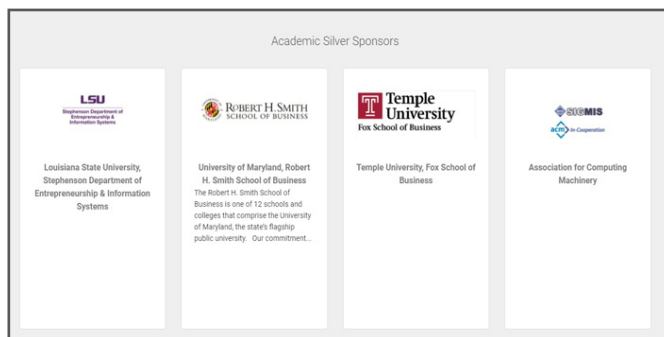 Academic Silver Sponsors
LSU
Stephenson Department of
Entrepreneurship &
Information Systems
Louisiana State University,
Stephenson Department of
Entrepreneurship & Information
Systems
ROBERT H. SMITH
SCHOOL OF BUSINESS
University of Maryland, Robert
H. Smith School of Business
The Robert H. Smith School of
Business is one of 12 schools and
colleges that comprise the University
of Maryland, the state's flagship
public university. Our commitment...
Temple
University
Fox School of Business
Temple University, Fox School of
Business
SIGMIS
acm In-Cooperation
Association for Computing
Machinery